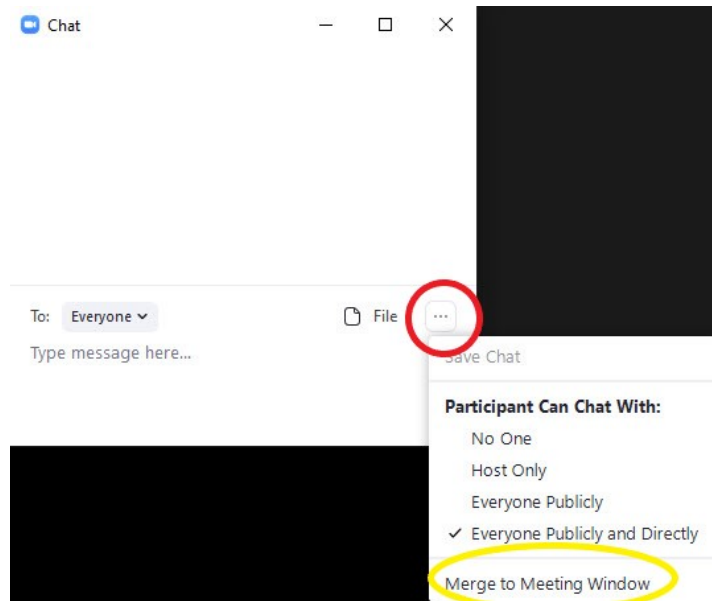 Chat
To: Everyone File ...
Type message here...
Save Chat
Participant Can Chat With:
No One
Host Only
Everyone Publicly
Everyone Publicly and Directly
Merge to Meeting Window